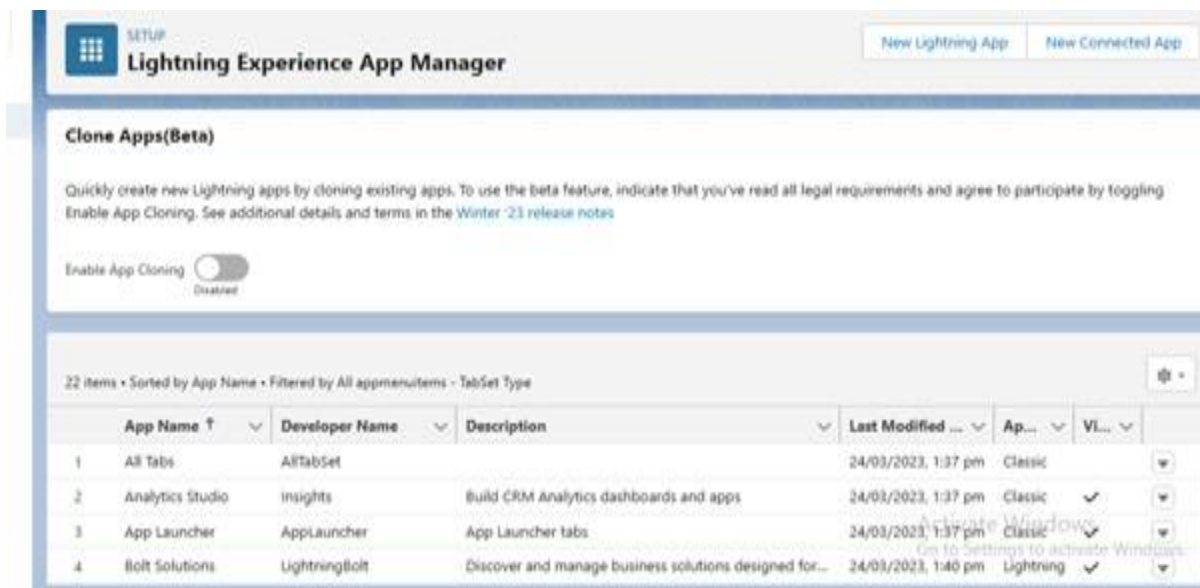 SETUP
Lightning Experience App Manager
New Lightning App
New Connected App
Clone Apps(Beta)
Quickly create new Lightning apps by cloning existing apps. To use the beta feature, indicate that you've read all legal requirements and agree to participate by toggling
Enable App Cloning. See additional details and terms in the Winter '23 release notes
Enable App Cloning
Disabled
22 items • Sorted by App Name • Filtered by All appmenuitems - TabSet Type
App Name ↑ Developer Name Description Last Modified ... Ap... Vi...
1 All Tabs AllTabSet 24/03/2023, 1:37 pm Classic
2 Analytics Studio Insights Build CRM Analytics dashboards and apps 24/03/2023, 1:37 pm Classic ✓
3 App Launcher AppLauncher App Launcher tabs 24/03/2023, 1:37 pm Classic ✓
Activate Windows
Go to Settings to activate Windows.
4 Bolt Solutions LightningBolt Discover and manage business solutions designed for... 24/03/2023, 1:40 pm Lightning ✓